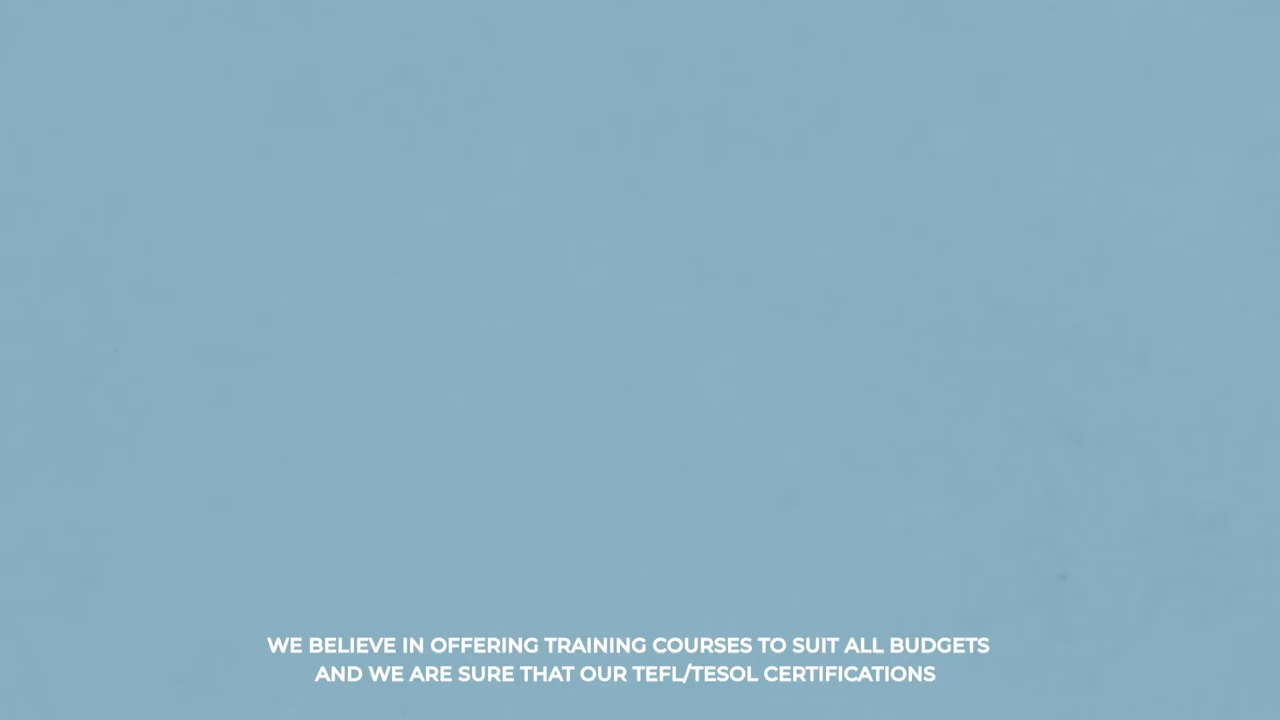 WE BELIEVE IN OFFERING TRAINING COURSES TO SUIT ALL BUDGETS
AND WE ARE SURE THAT OUR TEFL/TESOL CERTIFICATIONS